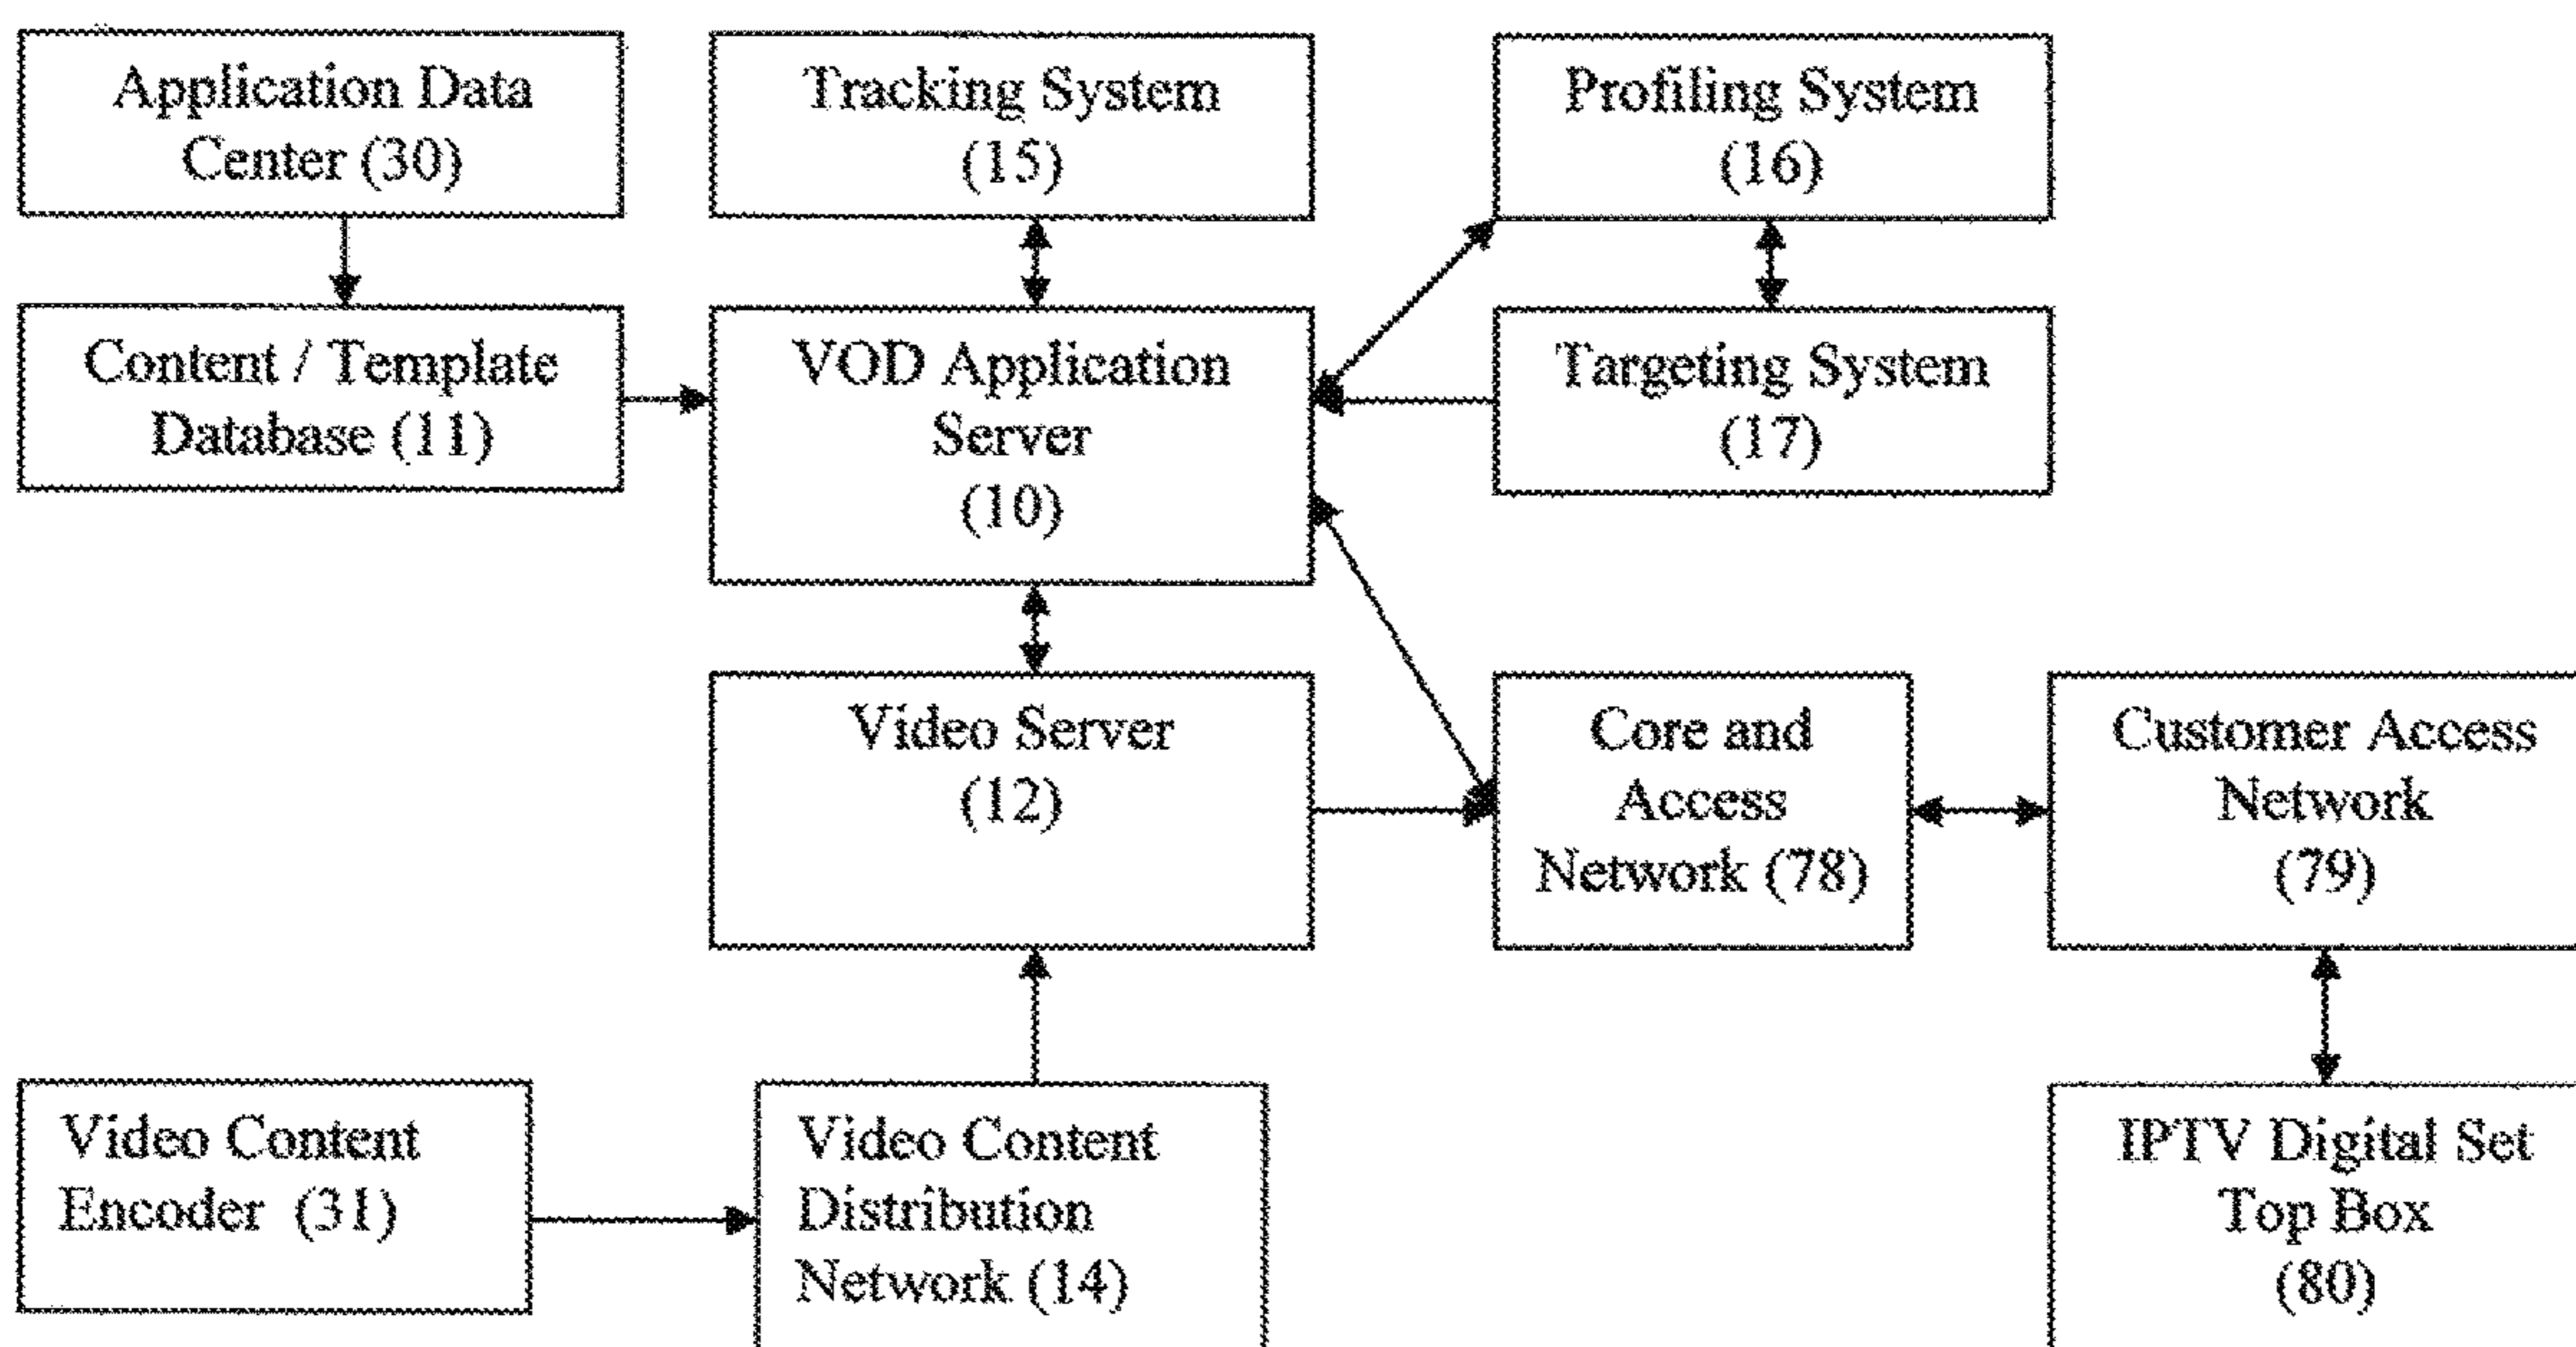 Application Data
Center (30)
Tracking System
(15)
Profiling System
(16)
Content / Template
Database (11)
VOD Application
Server
(10)
Targeting System
(17)
Video Server
(12)
Core and
Access
Network (78)
Customer Access
Network
(79)
Video Content
Encoder (31)
Video Content
Distribution
Network (14)
IPTV Digital Set
Top Box
(80)